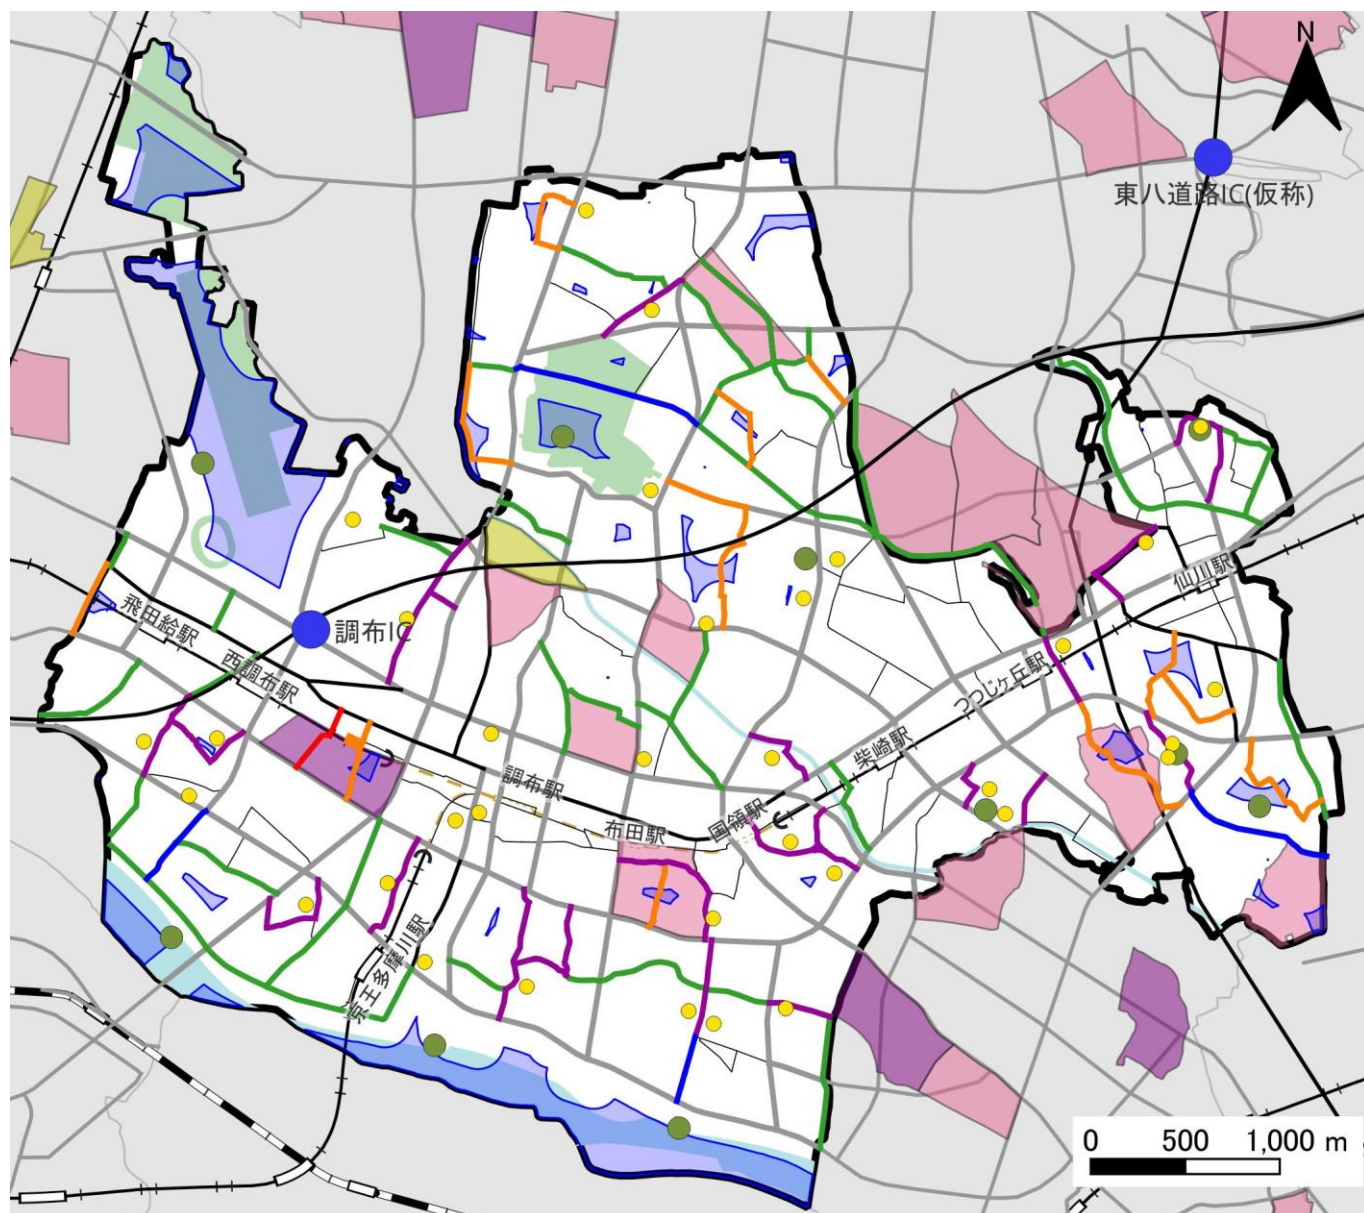 N
東八道路IC(仮称)
仙川駅
飛田給駅
調布IC
西調布駅
つつじヶ丘駅
柴崎駅
調布駅
国領駅
布田駅
京王多摩川駅
0 500 1,000 m